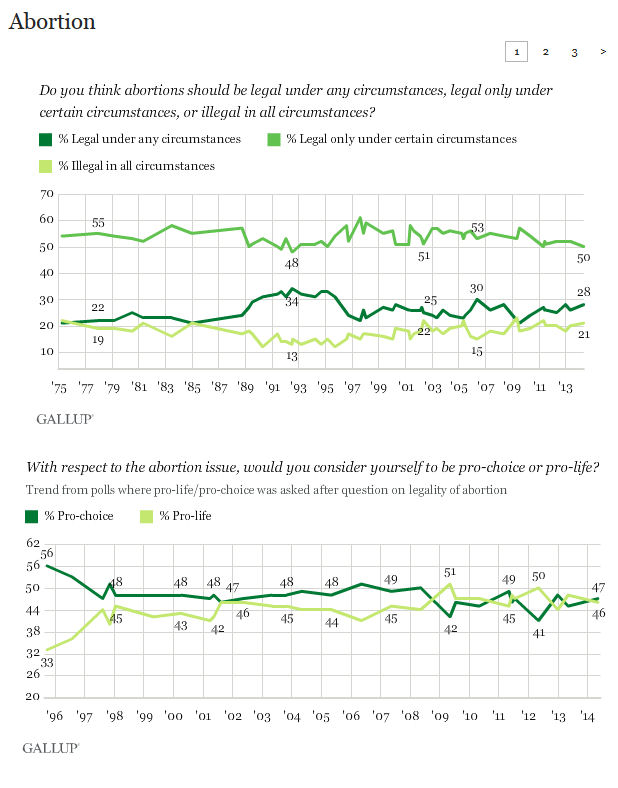 Abortion
1 2 3 >
Do you think abortions should be legal under any circumstances, legal only under
certain circumstances, or illegal in all circumstances?
% Legal under any circumstances % Legal only under certain circumstances
% Illegal in all circumstances
70
60
55 53
50
48 51 50
40
34 30 28
30
22 25
20
19 13 22 15 21
10
'75 '77 '79 '81 '83 '85 '87 '89 '91 '93 '95 '97 '99 '01 '03 '05 '07 '09 '11 '13
GALLUP'
With respect to the abortion issue, would you consider yourself to be pro-choice or pro-life?
Trend from polls where pro-life/pro-choice was asked after question on legality of abortion
% Pro-choice % Pro-life
62
56
56
50
48 48 48 47 48 48 49 51 49 50 47
44
45 43 42 46 45 44 45 42 45 41 46
38
32
33
26
20
'96 '97 '98 '99 '00 '01 '02 '03 '04 '05 '06 '07 '08 '09 '10 '11 '12 '13 '14
GALLUP'